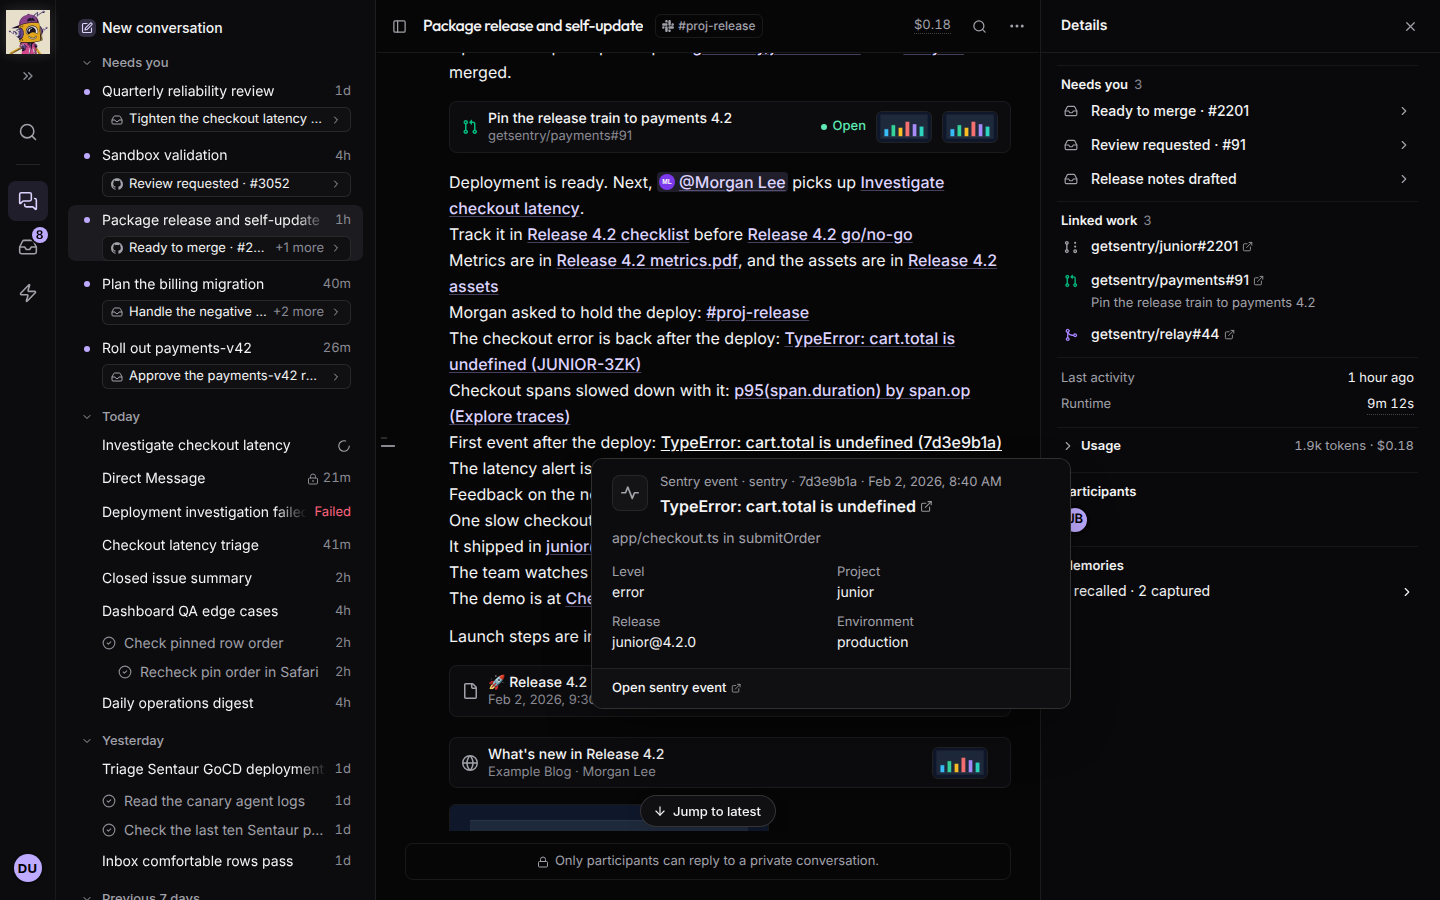 New conversation
Needs you
Quarterly reliability review 1d
Tighten the checkout latency ...
Sandbox validation 4h
Review requested · #3052
Package release and self-update 1h
Ready to merge · #2... +1 more
Plan the billing migration 40m
Handle the negative ... +2 more
Roll out payments-v42 26m
Approve the payments-v42 r...
Today
Investigate checkout latency
Direct Message 21m
Deployment investigation failed Failed
Checkout latency triage 41m
Closed issue summary 2h
Dashboard QA edge cases 4h
Check pinned row order 2h
Recheck pin order in Safari 2h
Daily operations digest 4h
Yesterday
Triage Sentaur GoCD deployment 1d
Read the canary agent logs 1d
Check the last ten Sentaur p... 1d
Inbox comfortable rows pass 1d
Previous 7 days
8
DU
Package release and self-update #proj-release $0.18
merged.
Pin the release train to payments 4.2
getsentry/payments#91
Open
Deployment is ready. Next, ML @Morgan Lee picks up Investigate
checkout latency.
Track it in Release 4.2 checklist before Release 4.2 go/no-go
Metrics are in Release 4.2 metrics.pdf, and the assets are in Release 4.2
assets
Morgan asked to hold the deploy: #proj-release
The checkout error is back after the deploy: TypeError: cart.total is
undefined (JUNIOR-3ZK)
Checkout spans slowed down with it: p95(span.duration) by span.op
(Explore traces)
First event after the deploy: TypeError: cart.total is undefined (7d3e9b1a)
The latency alert is
Feedback on the
One slow checkout
It shipped in junior
The team watches
The demo is at
Launch steps are
Sentry event · sentry · 7d3e9b1a · Feb 2, 2026, 8:40 AM
TypeError: cart.total is undefined
app/checkout.ts in submitOrder
Level
error
Project
junior
Release
junior@4.2.0
Environment
production
Open sentry event
🚀 Release 4.2
Feb 2, 2026,
What's new in Release 4.2
Example Blog · Morgan Lee
Jump to latest
Only participants can reply to a private conversation.
Details
Needs you 3
Ready to merge · #2201
Review requested · #91
Release notes drafted
Linked work 3
getsentry/junior#2201
getsentry/payments#91
Pin the release train to payments 4.2
getsentry/relay#44
Last activity 1 hour ago
Runtime 9m 12s
Usage 1.9k tokens · $0.18
articipants
JB
emories
recalled · 2 captured